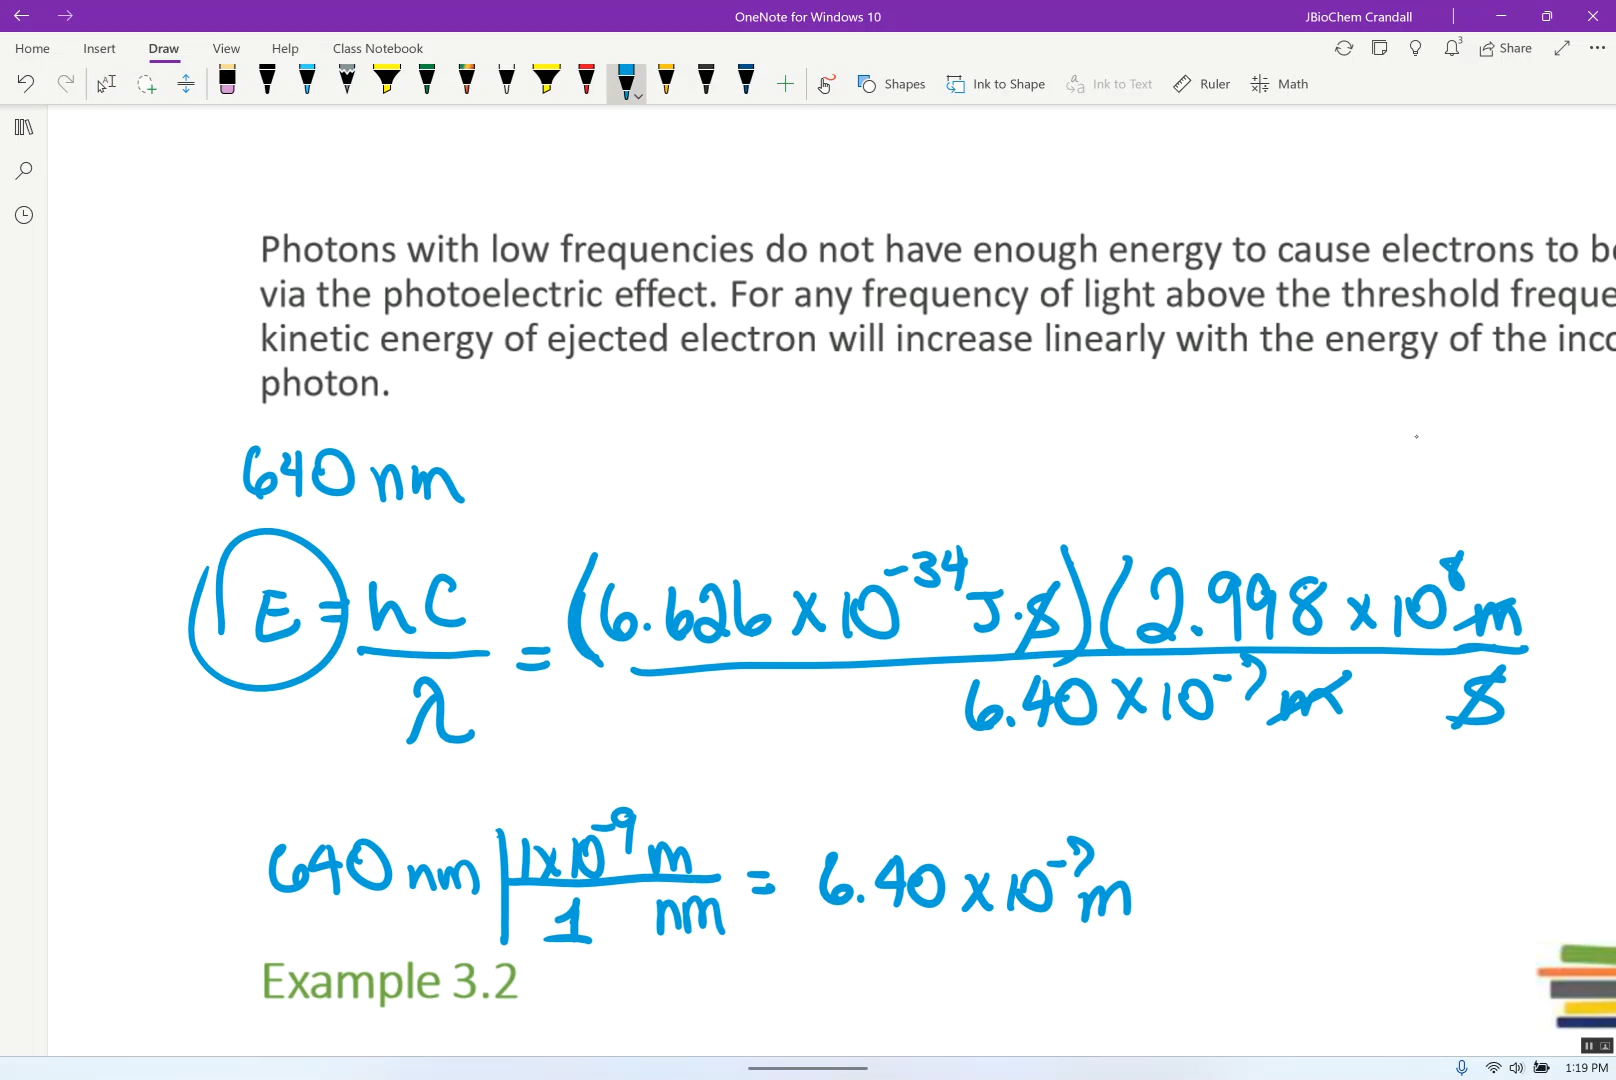 OneNote for Windows 10
JBioChem Crandall
Home Insert Draw View Help Class Notebook
3
Share
Shapes Ink to Shape Ink to Text Ruler Math
Photons with low frequencies do not have enough energy to cause electrons to be
via the photoelectric effect. For any frequency of light above the threshold freque
kinetic energy of ejected electron will increase linearly with the energy of the inco
photon.
640 nm
E = hC/λ = (6.626 x 10⁻³⁴ J·s)(2.998 x 10⁸ m / 6.40 x 10⁻⁷ m s
640 nm | 1x10⁻⁹ m / 1 nm = 6.40 x 10⁻⁷ m
Example 3.2
1:19 PM